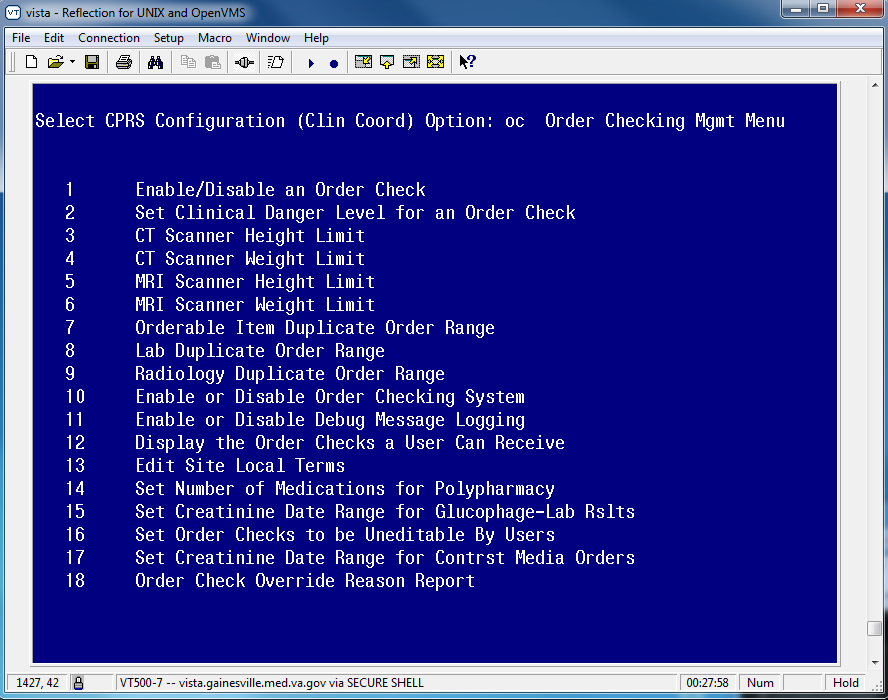 vista - Reflection for UNIX and OpenVMS
File Edit Connection Setup Macro Window Help
Select CPRS Configuration (Clin Coord) Option: oc  Order Checking Mgmt Menu
1 Enable/Disable an Order Check
2 Set Clinical Danger Level for an Order Check
3 CT Scanner Height Limit
4 CT Scanner Weight Limit
5 MRI Scanner Height Limit
6 MRI Scanner Weight Limit
7 Orderable Item Duplicate Order Range
8 Lab Duplicate Order Range
9 Radiology Duplicate Order Range
10 Enable or Disable Order Checking System
11 Enable or Disable Debug Message Logging
12 Display the Order Checks a User Can Receive
13 Edit Site Local Terms
14 Set Number of Medications for Polypharmacy
15 Set Creatinine Date Range for Glucophage-Lab Rslts
16 Set Order Checks to be Uneditable By Users
17 Set Creatinine Date Range for Contrst Media Orders
18 Order Check Override Reason Report
1427, 42 VT500-7 -- vista.gainesville.med.va.gov via SECURE SHELL 00:27:58 Num Hold